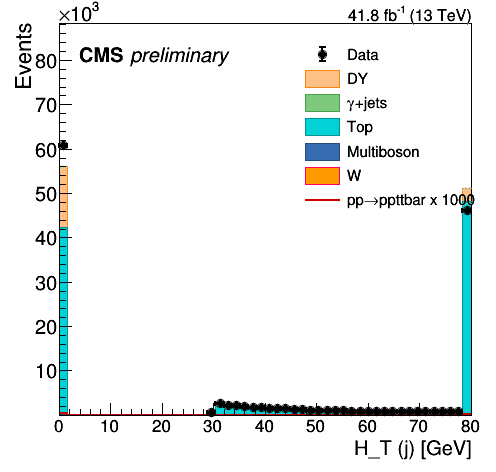 ×10³
41.8 fb⁻¹ (13 TeV)
Events
CMS preliminary
Data
DY
γ+jets
Top
Multiboson
W
pp→ppttbar x 1000
80
70
60
50
40
30
20
10
0 10 20 30 40 50 60 70 80
H_T (j) [GeV]